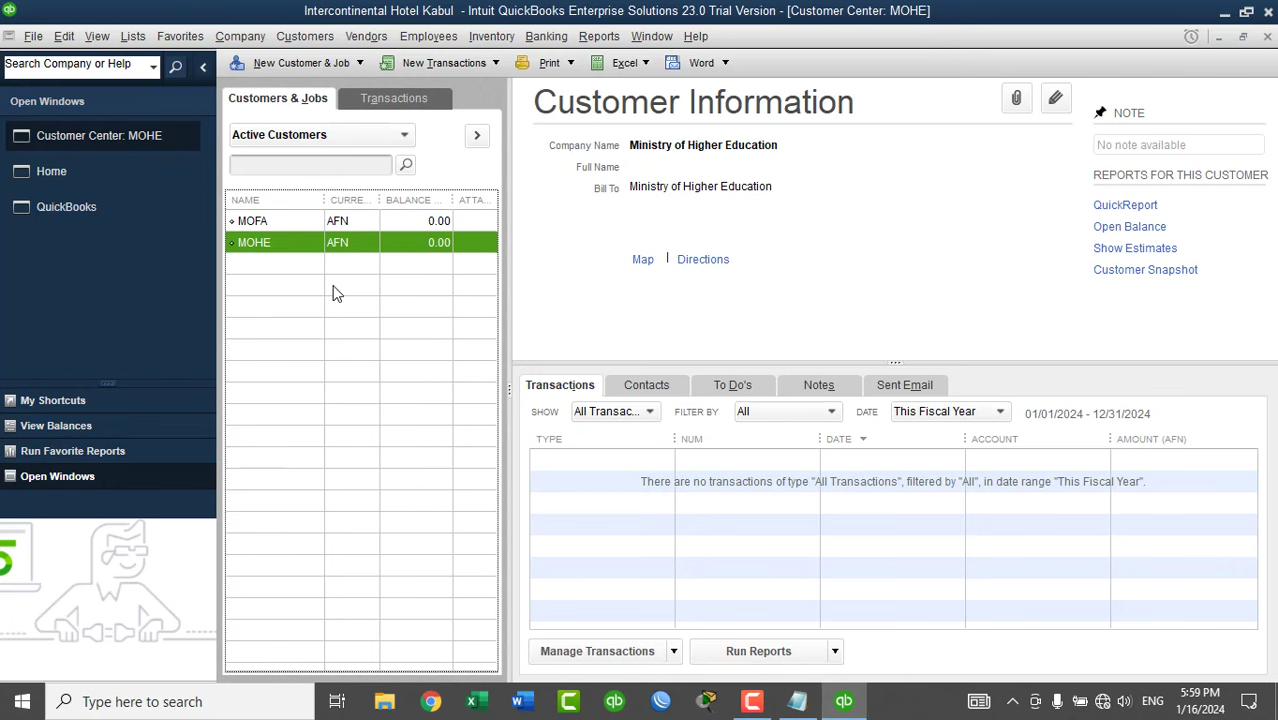 Intercontinental Hotel Kabul - Intuit QuickBooks Enterprise Solutions 23.0 Trial Version - [Customer Center: MOHE]
File Edit View Lists Favorites Company Customers Vendors Employees Inventory Banking Reports Window Help
Search Company or Help
New Customer & Job New Transactions Print Excel Word
Open Windows
Customer Center: MOHE
Home
QuickBooks
My Shortcuts
View Balances
Run Favorite Reports
Open Windows
Customers & Jobs Transactions
Active Customers
NAME CURRE... BALANCE ... ATTA...
MOFA AFN 0.00
MOHE AFN 0.00
Customer Information
Company Name Ministry of Higher Education
Full Name
Bill To Ministry of Higher Education
Map Directions
NOTE
No note available
REPORTS FOR THIS CUSTOMER
QuickReport
Open Balance
Show Estimates
Customer Snapshot
Transactions Contacts To Do's Notes Sent Email
SHOW All Transac... FILTER BY All DATE This Fiscal Year 01/01/2024 - 12/31/2024
TYPE NUM DATE ACCOUNT AMOUNT (AFN)
There are no transactions of type "All Transactions", filtered by "All", in date range "This Fiscal Year".
Manage Transactions Run Reports
Type here to search
ENG
5:59 PM
1/16/2024